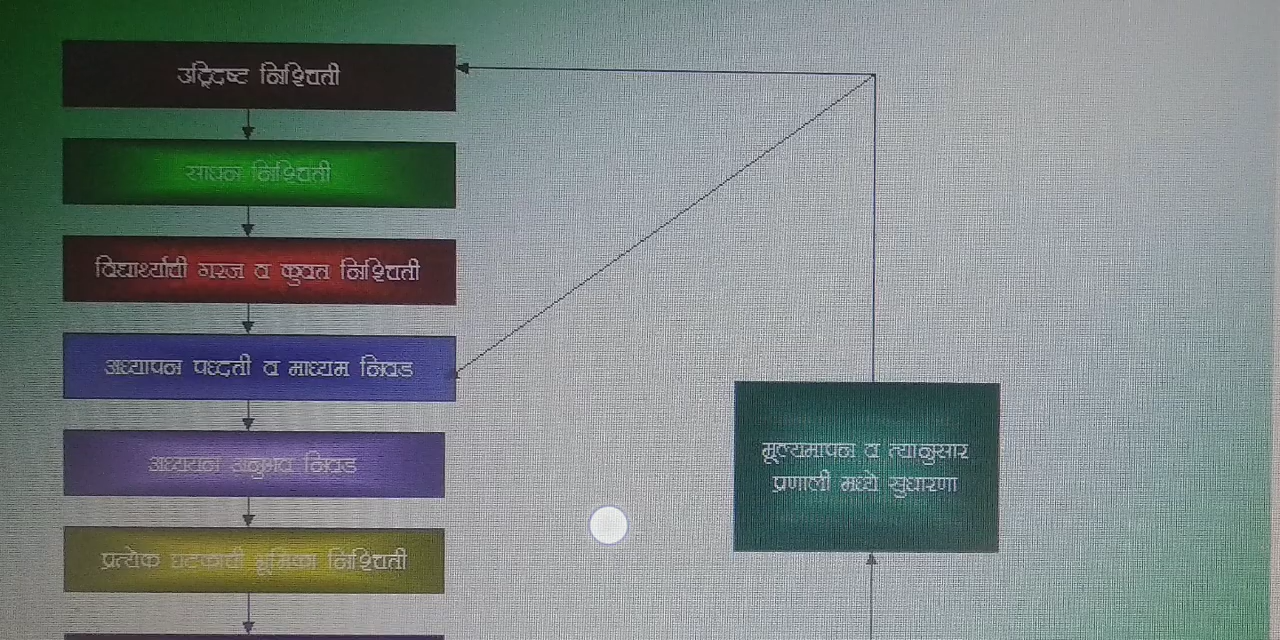 उद्दिष्ट निश्चिती
साधन निश्चिती
विद्यार्थ्याची गरज व कुवत निश्चिती
अध्यापन पध्दती व माध्यम निवड
अध्ययन अनुभव निवड
प्रत्येक घटकाची भूमिका निश्चिती
मूल्यमापन व त्यानुसार
प्रणाली मध्ये सुधारणा